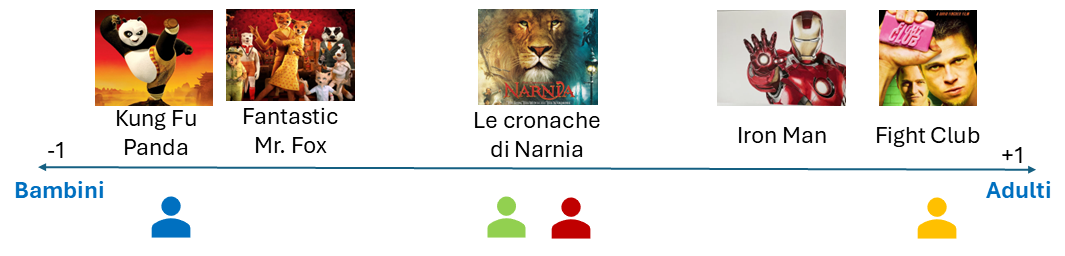 FIGHT
CLUB
NARNIA
Kung Fu
Panda
Fantastic
Mr. Fox
Le cronache
di Narnia
Iron Man
Fight Club
-1
+1
Bambini
Adulti